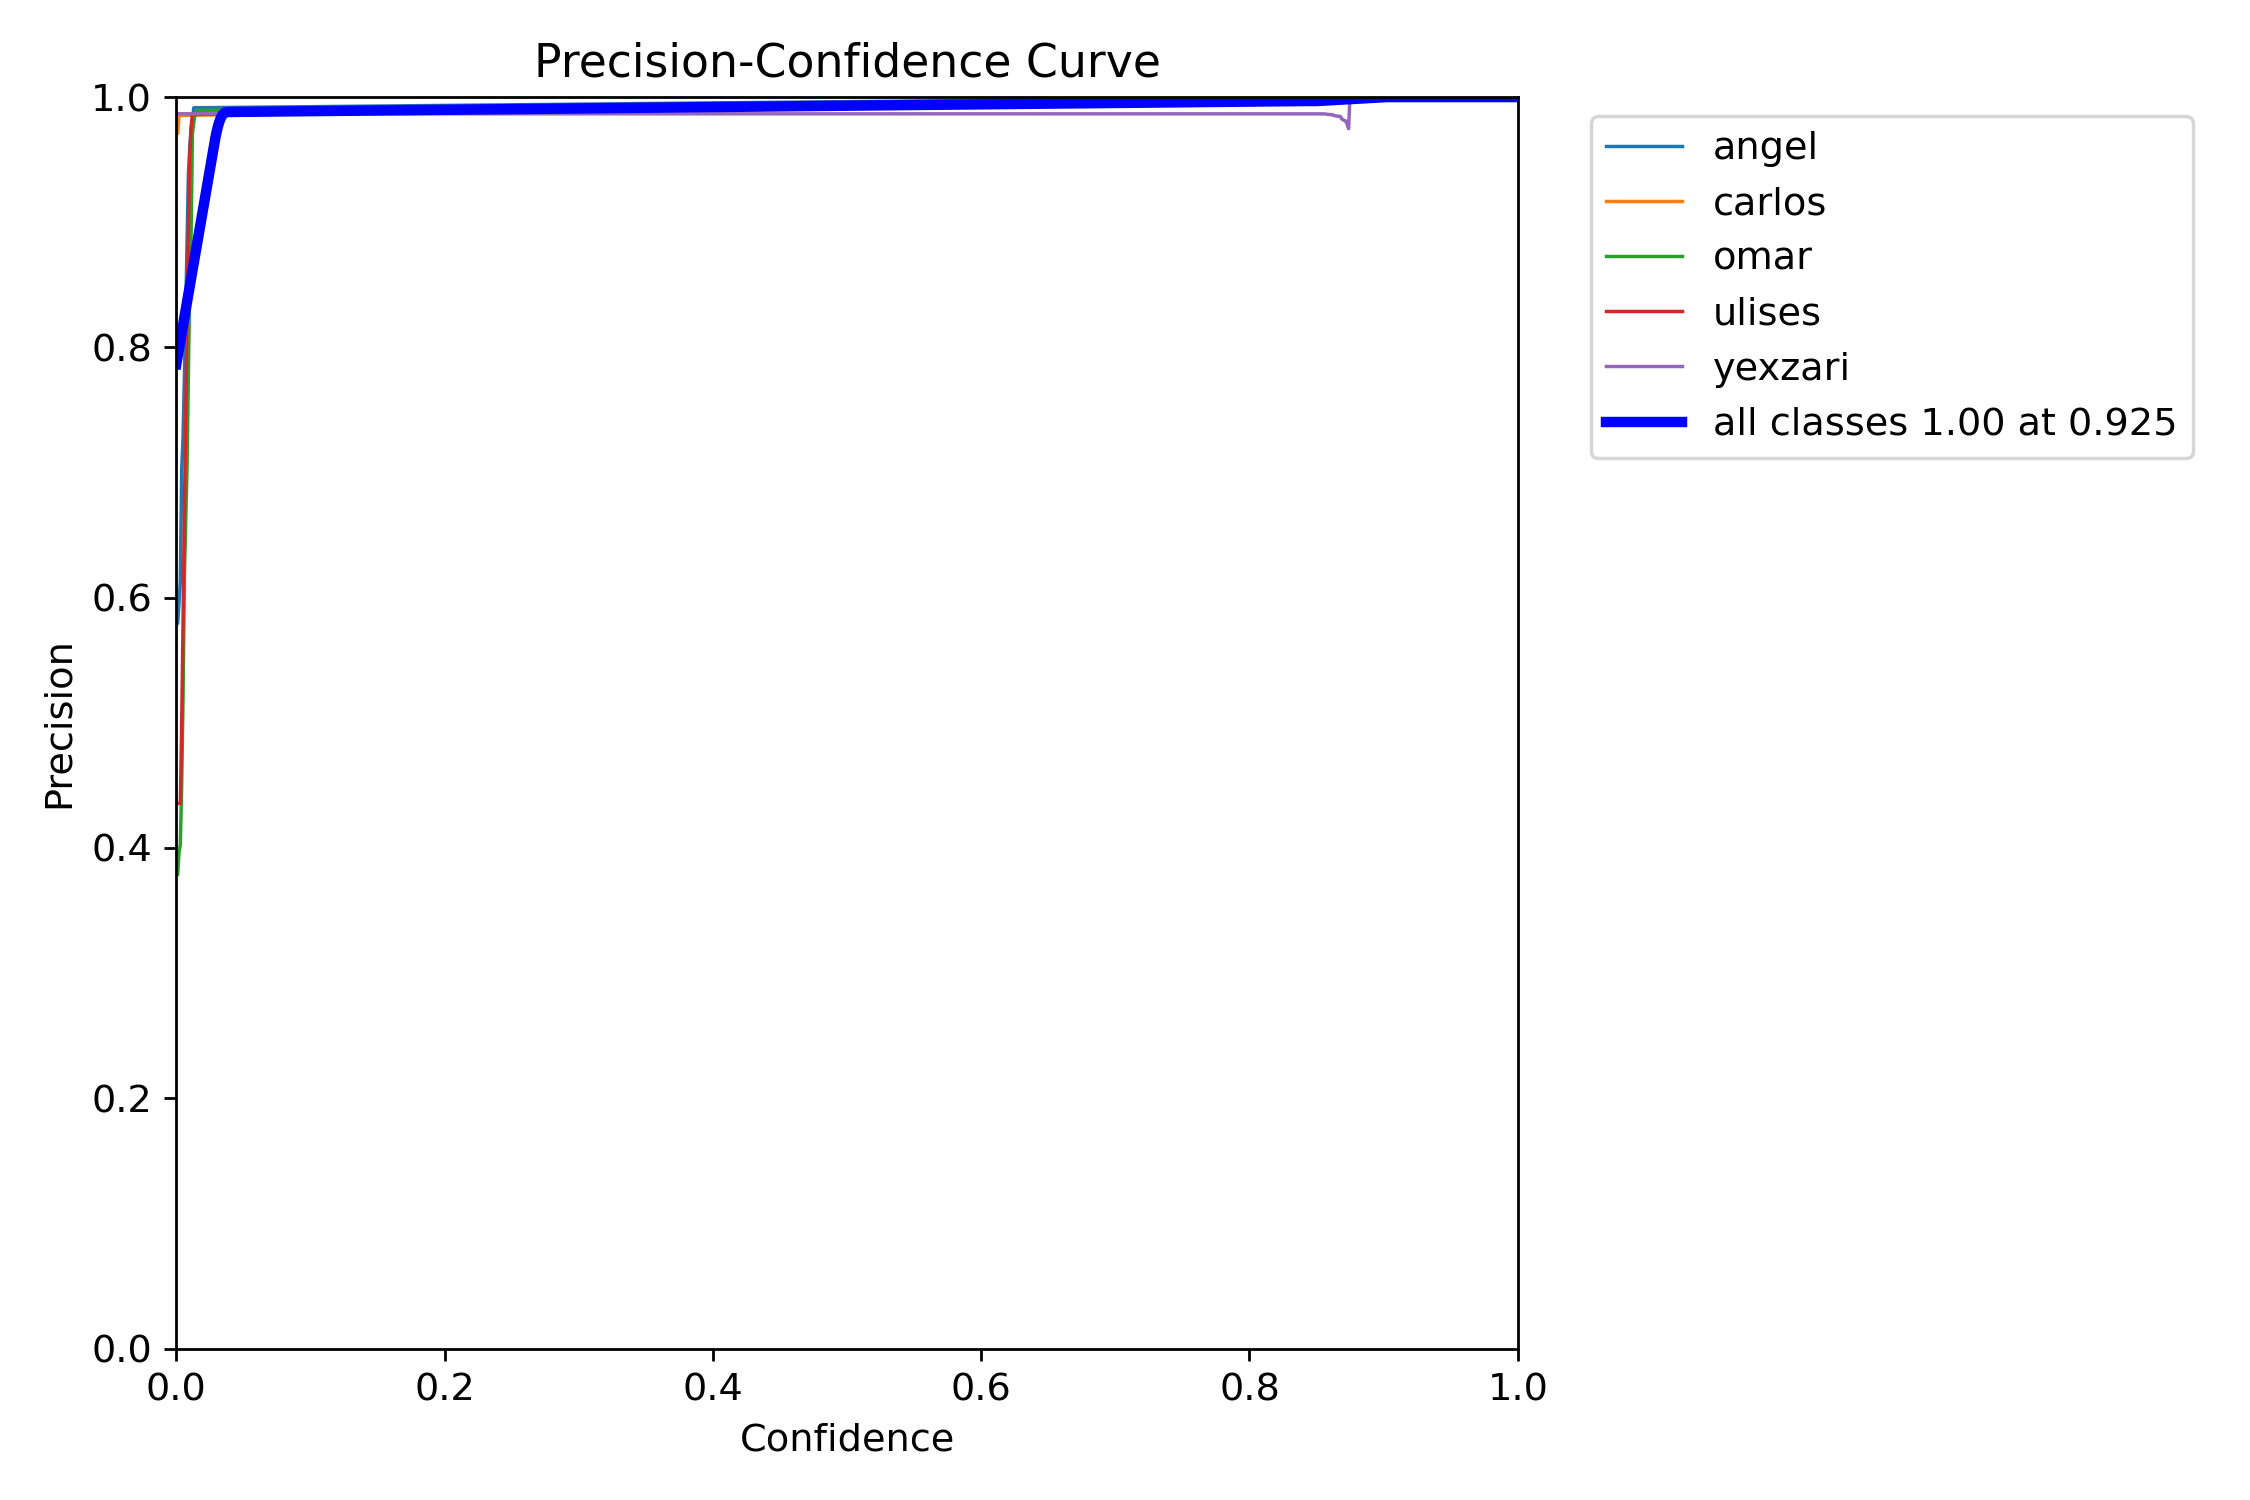 Precision-Confidence Curve
1.0
0.8
0.6
0.4
0.2
0.0
Precision
0.0 0.2 0.4 0.6 0.8 1.0
Confidence
angel
carlos
omar
ulises
yexzari
all classes 1.00 at 0.925